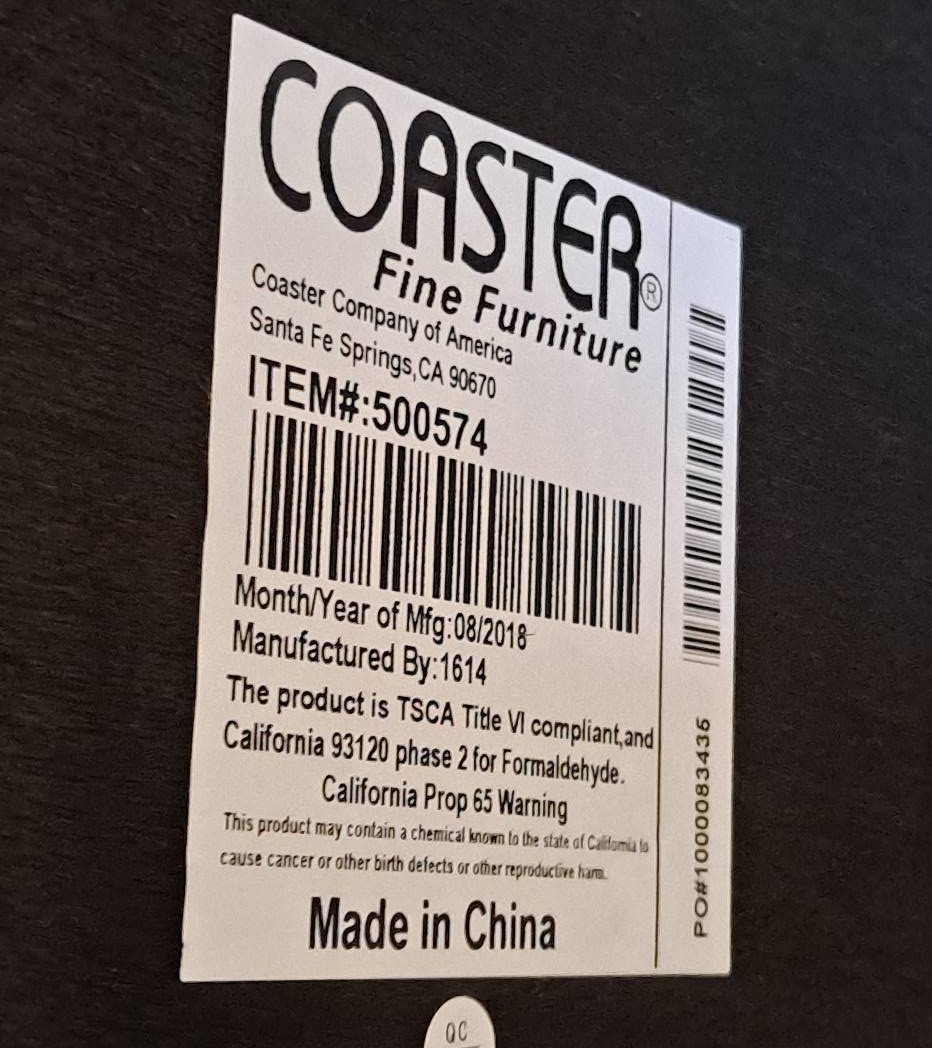 COASTER®
Fine Furniture
Coaster Company of America
Santa Fe Springs,CA 90670
ITEM#:500574
Month/Year of Mfg:08/2018
Manufactured By:1614
The product is TSCA Title VI compliant,and
California 93120 phase 2 for Formaldehyde.
California Prop 65 Warning
This product may contain a chemical known to the state of California to
cause cancer or other birth defects or other reproductive harm.
Made in China
PO#10000083435
QC